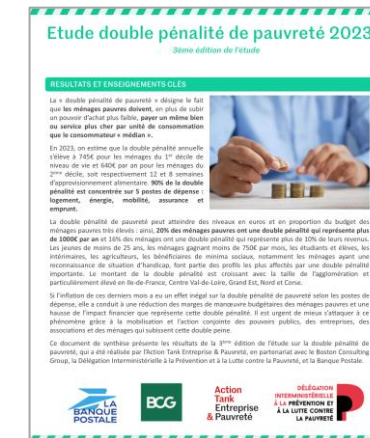 Etude double pénalité de pauvreté 2023
3ème édition de l'étude
RESULTATS ET ENSEIGNEMENTS CLÉS
La « double pénalité de pauvreté » désigne le fait
que les ménages pauvres doivent, en plus de subir
un pouvoir d'achat plus faible, payer un même bien
ou service plus cher par unité de consommation
que le consommateur « médian ».
En 2023, on estime que la double pénalité annuelle
s'élève à 745€ pour les ménages du 1er décile de
niveau de vie et 640€ par an pour les ménages du
2ème décile, soit respectivement 12 et 8 semaines
d'approvisionnement alimentaire. 90% de la double
pénalité est concentrée sur 5 postes de dépense :
logement, énergie, mobilité, assurance et
emprunt.
La double pénalité de pauvreté peut atteindre des niveaux en euros et en proportion du budget des
ménages pauvres très élevés : ainsi, 20% des ménages pauvres ont une double pénalité qui représente plus
de 1000€ par an et 16% des ménages ont une double pénalité qui représente plus de 10% de leurs revenus.
Les jeunes de moins de 25 ans, les ménages gagnant moins de 750€ par mois, les étudiants et élèves, les
intérimaires, les agriculteurs, les bénéficiaires de minima sociaux, notamment les ménages ayant une
reconnaissance de situation d'handicap, font partie des profils les plus affectés par une double pénalité
importante. Le montant de la double pénalité est croissant avec la taille de l'agglomération et
particulièrement élevé en Ile-de-France, Centre Val-de-Loire, Grand Est, Nord et Corse.
Si l'inflation de ces derniers mois a eu un effet inégal sur la double pénalité de pauvreté selon les postes de
dépense, elle a conduit à une réduction des marges de manœuvre budgétaires des ménages pauvres et une
hausse de l'impact financier que représente cette double pénalité. Il est urgent de mieux s'attaquer à ce
phénomène grâce à la mobilisation et l'action conjointe des pouvoirs publics, des entreprises, des
associations et des ménages qui subissent cette double peine.
Ce document de synthèse présente les résultats de la 3ème édition de l'étude sur la double pénalité de
pauvreté, qui a été réalisée par l'Action Tank Entreprise & Pauvreté, en partenariat avec le Boston Consulting
Group, la Délégation Interministérielle à la Prévention et à la Lutte contre la Pauvreté, et la Banque Postale.
LA
BANQUE
POSTALE
BCG
Action
Tank
Entreprise
& Pauvreté
DÉLÉGATION
INTERMINISTÉRIELLE
À LA PRÉVENTION ET
À LA LUTTE CONTRE
LA PAUVRETÉ